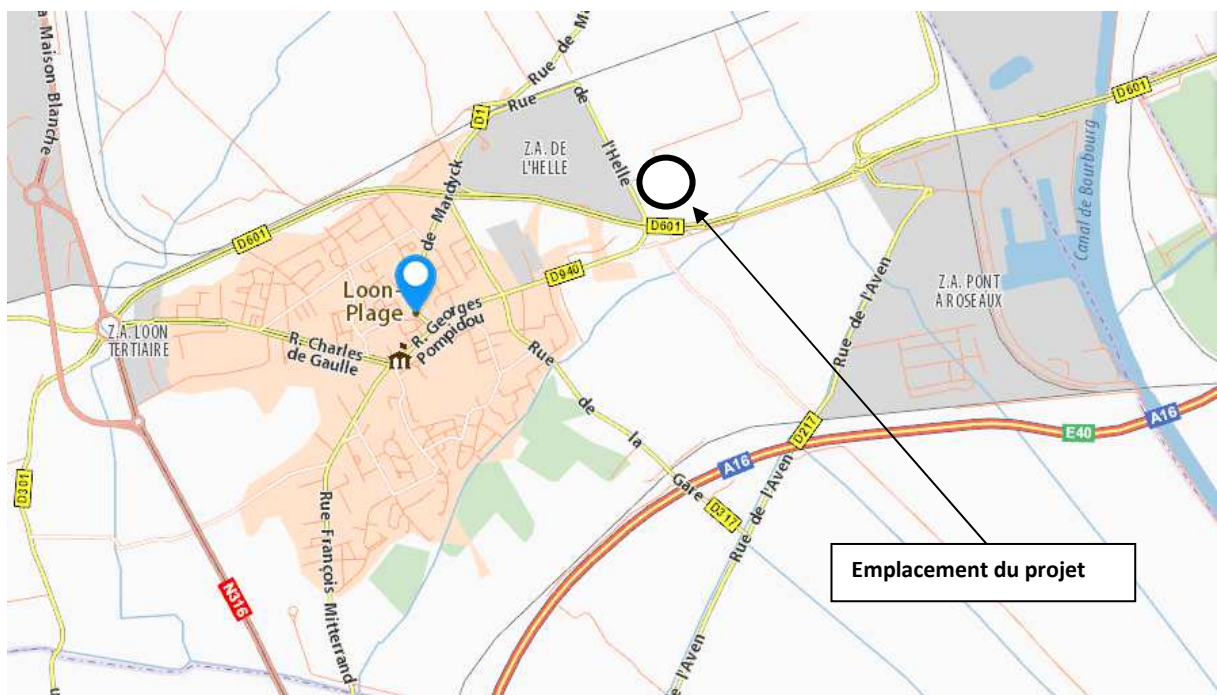 a Maison Blanche
Rue de M
D1
Rue
de
l'Helle
Z.A. DE
L'HELLE
D601
Canal de Bourbourg
de Mardyck
D601
D601
D940
Loon-
Plage
R. Georges
Pompidou
Z.A. PONT
À ROSEAUX
Z.A. LOON
TERTIAIRE
R. Charles
de Gaulle
Rue de l'Aven
Rue
de
la
Gare
D317
D217
A16
E40
A16
D301
Rue François Mitterrand
N316
Rue de l'Aven
Emplacement du projet
e de l'Aven